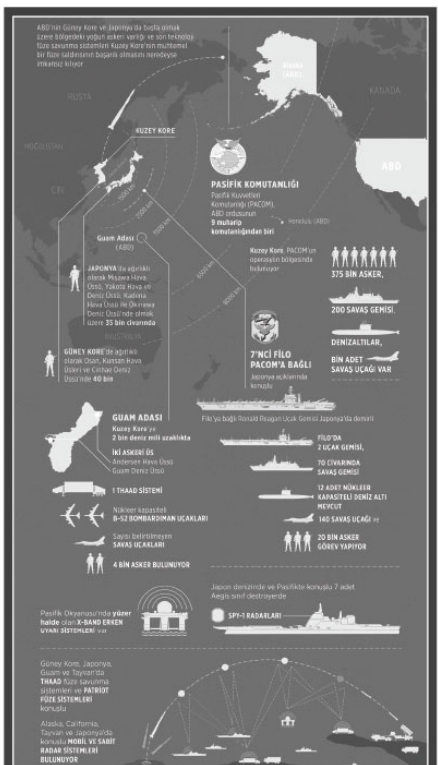 ABD'nin Güney Kore ve Japonya'da başta olmak
üzere bölgedeki yoğun askeri varlığı ve son teknoloji
füze savunma sistemleri Kuzey Kore'nin muhtemel
bir füze saldırısının başarılı olmasını neredeyse
imkansız kılıyor
Alaska
(ABD)
KANADA
RUSYA
KUZEY KORE
MOĞOLİSTAN
ÇİN
ABD
PASİFİK KOMUTANLIĞI
Pasifik Kuvvetleri
Komutanlığı (PACOM),
ABD ordusunun
9 muharip
komutanlığından biri
Honolulu (ABD)
Guam Adası
(ABD)
Kuzey Kore, PACOM'un
operasyon bölgesinde
bulunuyor
375 BİN ASKER,
200 SAVAŞ GEMİSİ,
DENİZALTILAR,
BİN ADET
SAVAŞ UÇAĞI VAR
JAPONYA'da ağırlıklı
olarak Misawa Hava
Üssü, Yokota Hava ve
Deniz Üssü, Kadena
Hava Üssü ile Okinawa
Deniz Üssü'nde olmak
üzere 35 bin civarında
AVUSTRALYA
GÜNEY KORE'de ağırlıklı
olarak Osan, Kunsan Hava
Üsleri ve Cinhae Deniz
Üssü'nde 40 bin
7'NCİ FİLO
PACOM'A BAĞLI
Japonya açıklarında
konuşlu
Filo'ya bağlı Ronald Reagan Uçak Gemisi Japonya'da demirli
GUAM ADASI
Kuzey Kore'ye
2 bin deniz mili uzaklıkta
İKİ ASKERİ ÜS
Andersen Hava Üssü
Guam Deniz Üssü
1 THAAD SİSTEMİ
Nükleer kapasiteli
B-52 BOMBARDIMAN UÇAKLARI
Sayısı belirtilmeyen
SAVAŞ UÇAKLARI
4 BİN ASKER BULUNUYOR
FİLO'DA
2 UÇAK GEMİSİ,
70 CİVARINDA
SAVAŞ GEMİSİ
12 ADET NÜKLEER
KAPASİTELİ DENİZ ALTI
MEVCUT
140 SAVAŞ UÇAĞI ve
20 BİN ASKER
GÖREV YAPIYOR
Pasifik Okyanusu'nda yüzer
halde olan X-BAND ERKEN
UYARI SİSTEMLERİ var
Japon denizinde ve Pasifikte konuşlu 7 adet
Aegis sınıf destroyerde
SPY-1 RADARLARI
Güney Kore, Japonya,
Guam ve Tayvan'da
THAAD füze savunma
sistemleri ve PATRIOT
FÜZE SİSTEMLERİ
konuşlu
Alaska, California,
Tayvan ve Japonya'da
konuşlu MOBİL VE SABİT
RADAR SİSTEMLERİ
BULUNUYOR